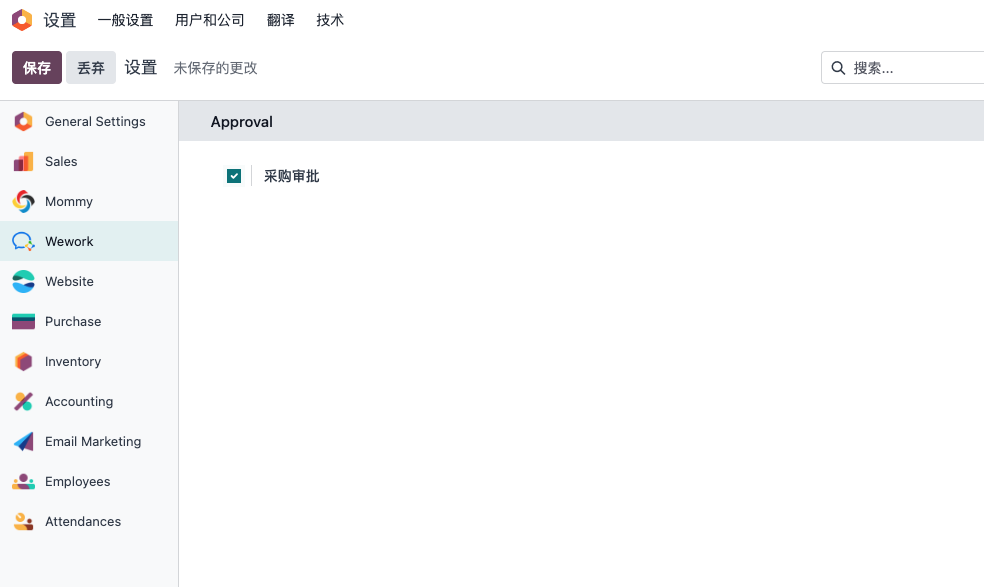 设置 一般设置 用户和公司 翻译 技术
保存 丢弃 设置 未保存的更改 搜索...
General Settings
Approval
Sales
采购审批
Mommy
Wework
Website
Purchase
Inventory
Accounting
Email Marketing
Employees
Attendances